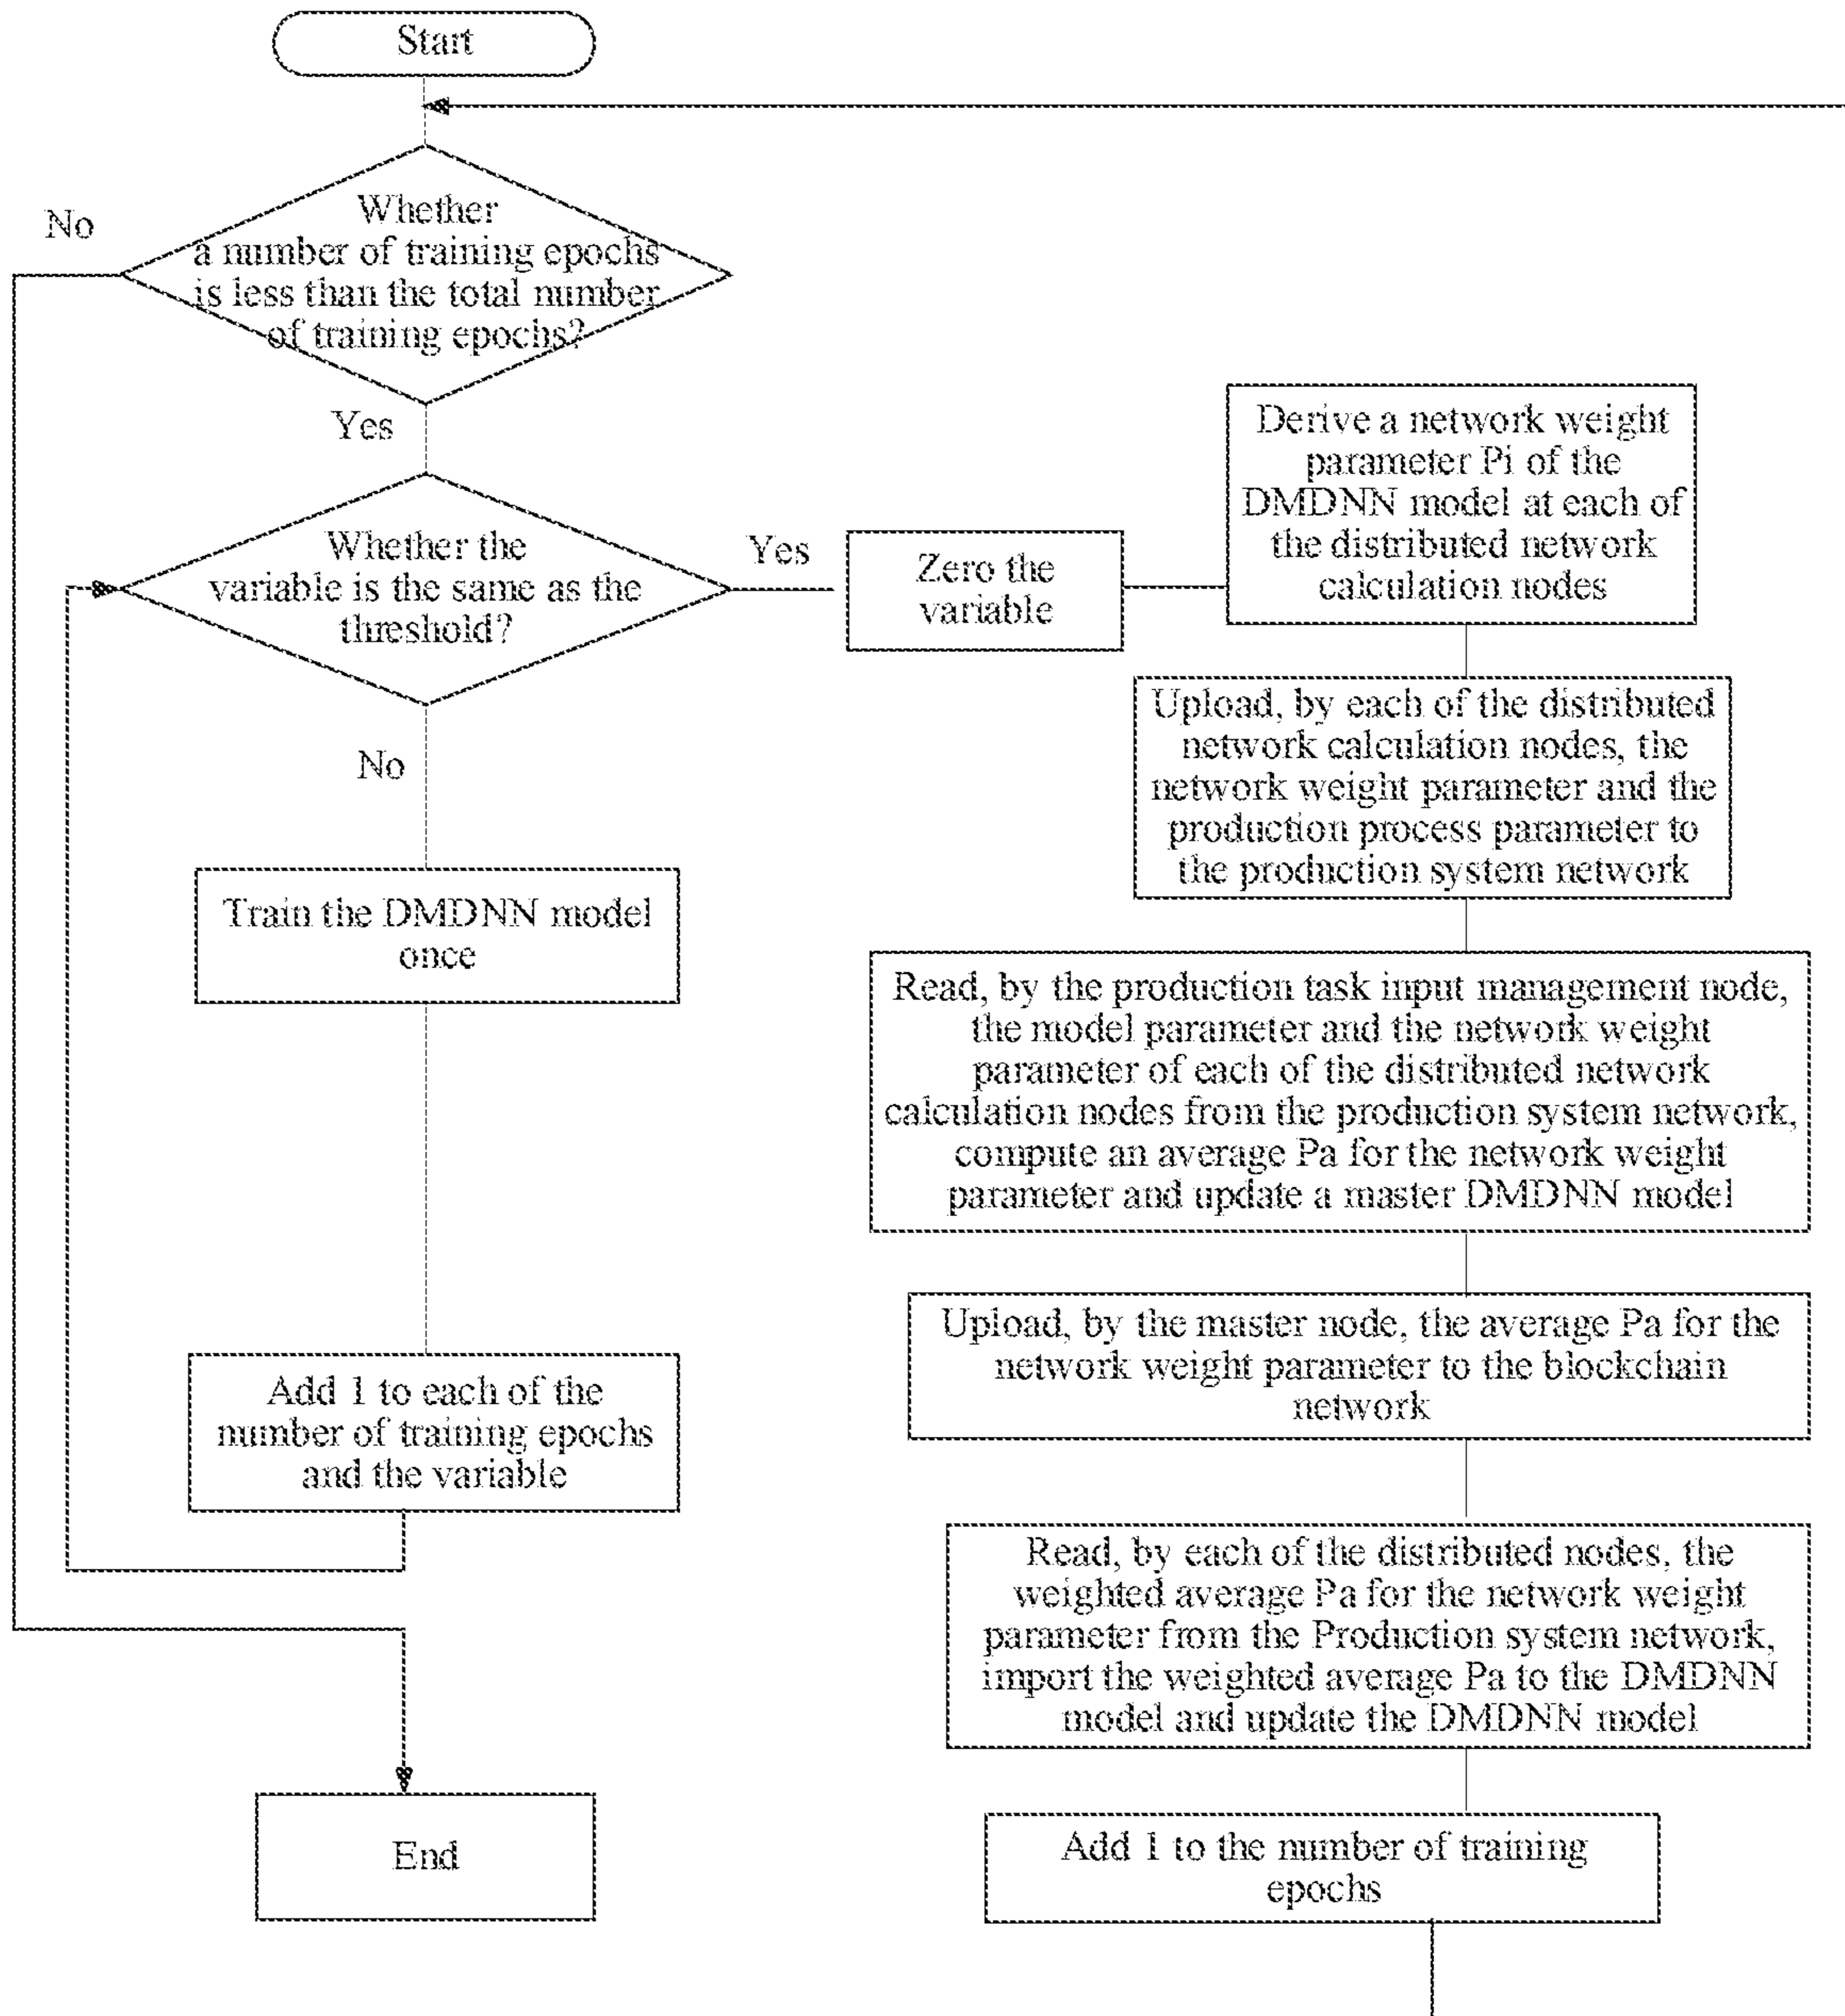 Start
No
Whether
a number of training epochs
is less than the total number
of training epochs?
Yes
Whether the
variable is the same as the
threshold?
Yes
Zero the
variable
Derive a network weight
parameter Pi of the
DMDNN model at each of
the distributed network
calculation nodes
No
Upload, by each of the distributed
network calculation nodes, the
network weight parameter and the
production process parameter to
the production system network
Train the DMDNN model
once
Read, by the production task input management node,
the model parameter and the network weight
parameter of each of the distributed network
calculation nodes from the production system network,
compute an average Pa for the network weight
parameter and update a master DMDNN model
Upload, by the master node, the average Pa for the
network weight parameter to the blockchain
network
Add 1 to each of the
number of training epochs
and the variable
Read, by each of the distributed nodes, the
weighted average Pa for the network weight
parameter from the Production system network,
import the weighted average Pa to the DMDNN
model and update the DMDNN model
End
Add 1 to the number of training
epochs